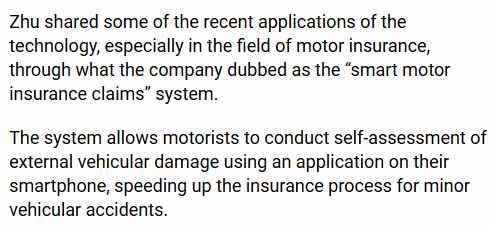 Zhu shared some of the recent applications of the
technology, especially in the field of motor insurance,
through what the company dubbed as the “smart motor
insurance claims” system.
The system allows motorists to conduct self-assessment of
external vehicular damage using an application on their
smartphone, speeding up the insurance process for minor
vehicular accidents.